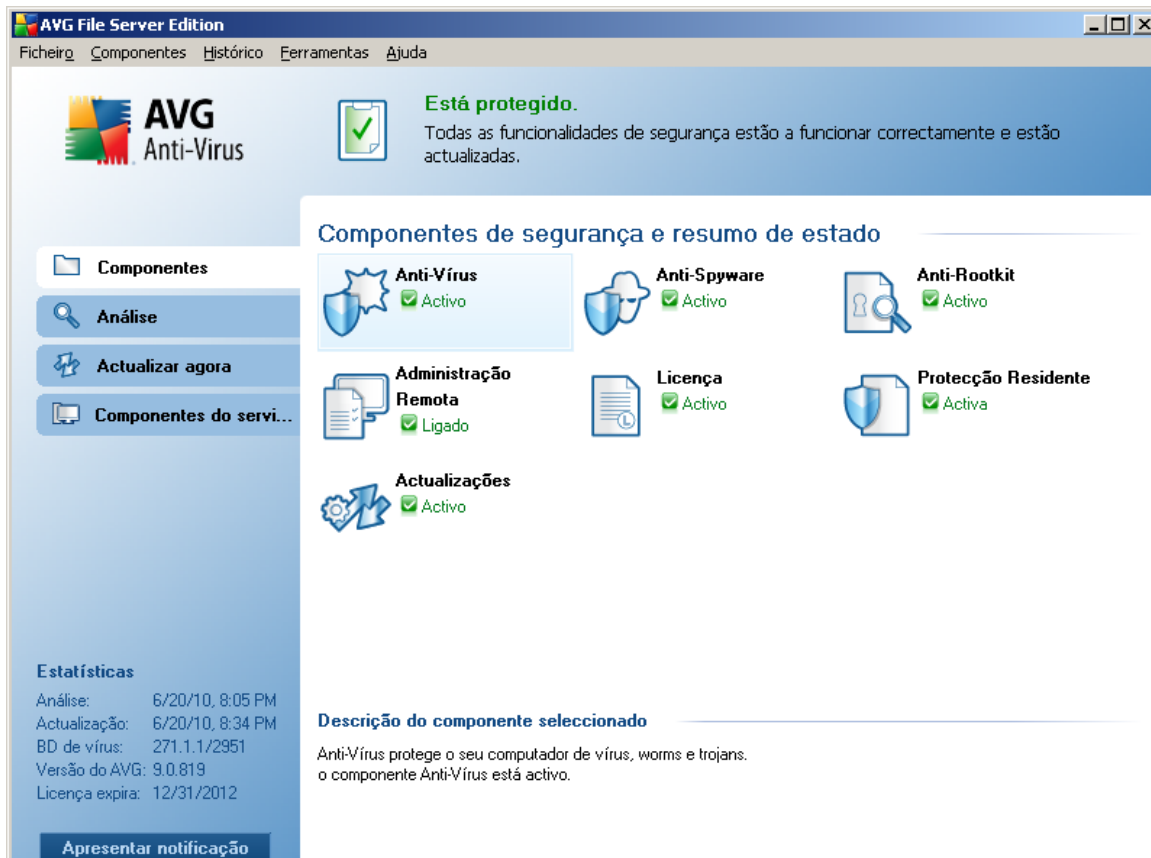 AVG File Server Edition
Ficheiro Componentes Histórico Ferramentas Ajuda
AVG
Anti-Virus
Está protegido.
Todas as funcionalidades de segurança estão a funcionar correctamente e estão
actualizadas.
Componentes
Análise
Actualizar agora
Componentes do servi...
Componentes de segurança e resumo de estado
Anti-Vírus
Activo
Anti-Spyware
Activo
Anti-Rootkit
Activo
Administração
Remota
Ligado
Licença
Activo
Protecção Residente
Activa
Actualizações
Activo
Estatísticas
Análise: 6/20/10, 8:05 PM
Actualização: 6/20/10, 8:34 PM
BD de vírus: 271.1.1/2951
Versão do AVG: 9.0.819
Licença expira: 12/31/2012
Apresentar notificação
Descrição do componente seleccionado
Anti-Vírus protege o seu computador de vírus, worms e trojans.
o componente Anti-Vírus está activo.